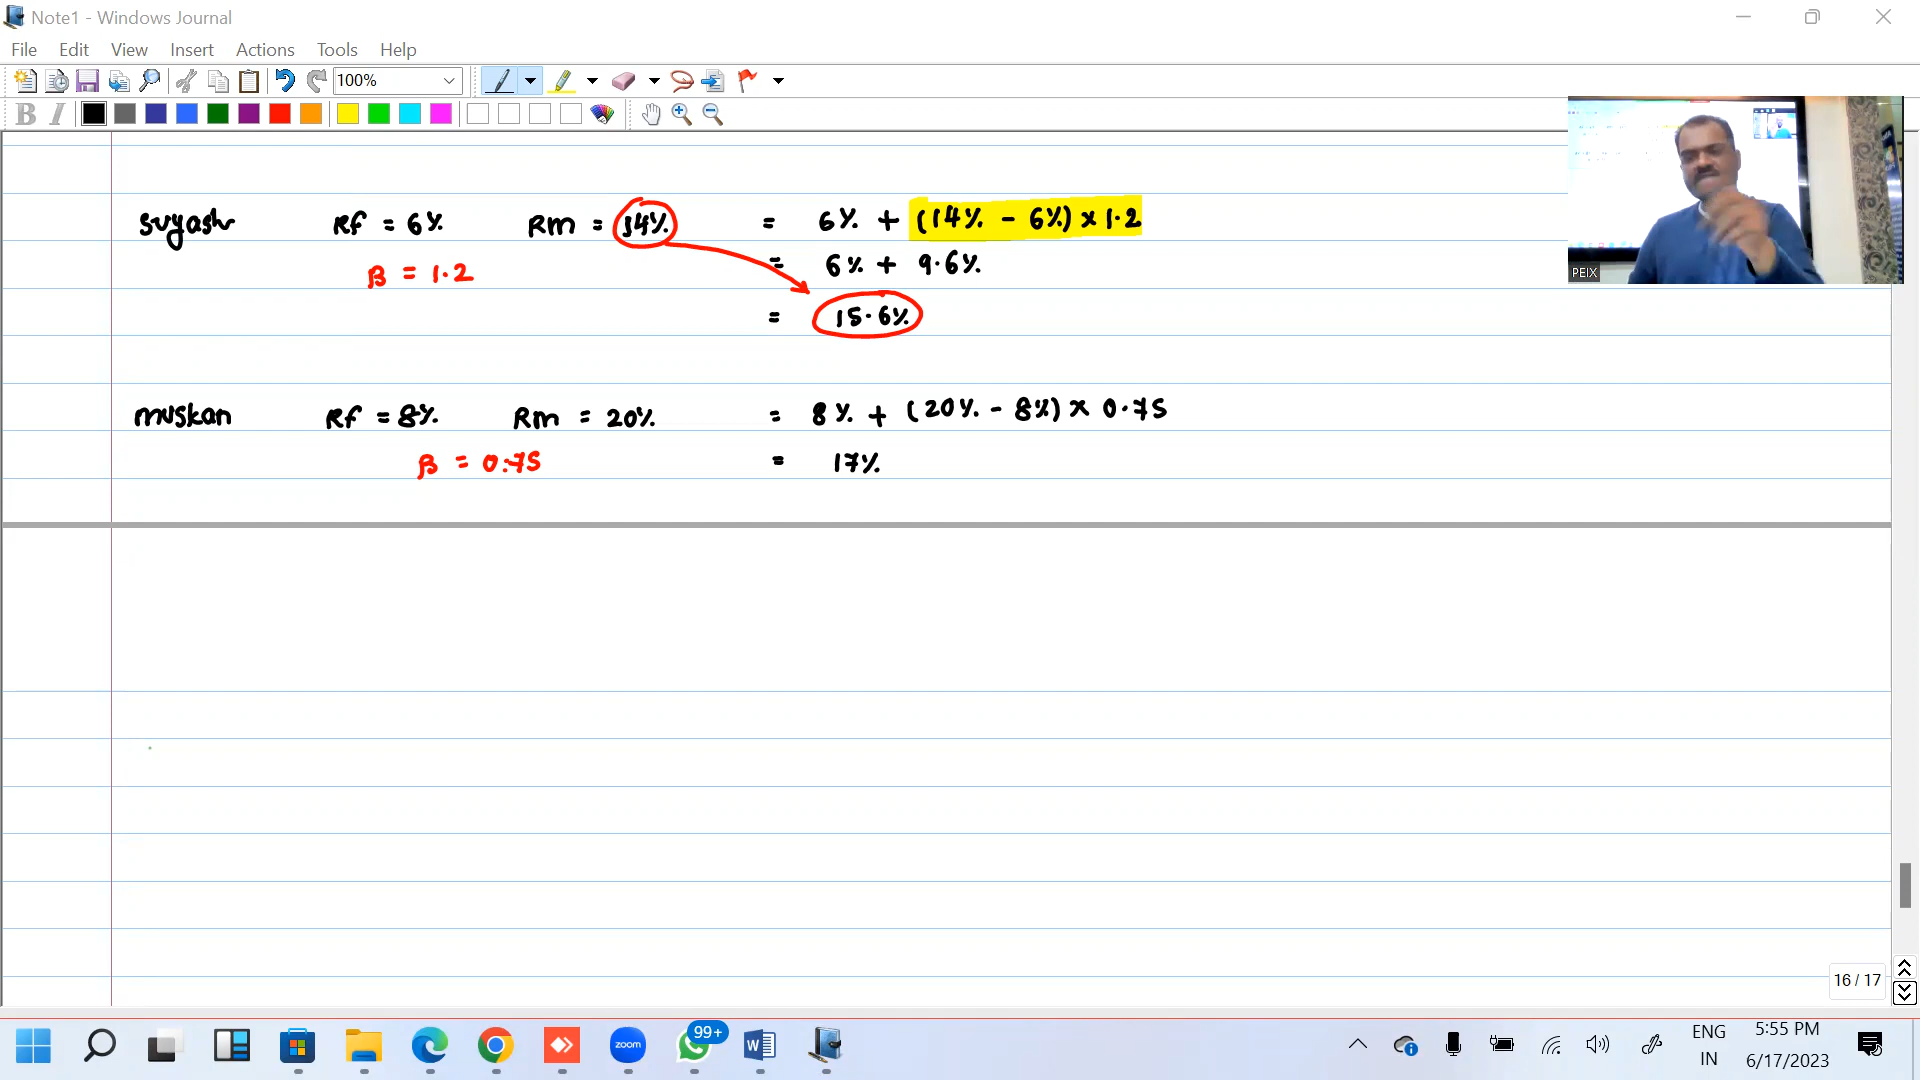 Note1 - Windows Journal
File Edit View Insert Actions Tools Help
100%
B I
Suyash Rf = 6% Rm = 14% = 6% + (14% - 6%) × 1.2
β = 1.2 = 6% + 9.6%
= 15.6%
PEIX
muskan Rf = 8% Rm = 20% = 8% + (20% - 8%) × 0.75
β = 0.75 = 17%
16 / 17
zoom
99+
ENG
IN
5:55 PM
6/17/2023